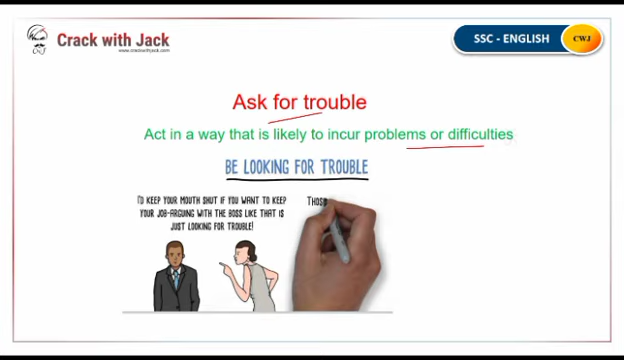 Crack with Jack
www.crackwithjack.com
SSC - ENGLISH
CWJ
Ask for trouble
Act in a way that is likely to incur problems or difficulties
BE LOOKING FOR TROUBLE
I'D KEEP YOUR MOUTH SHUT IF YOU WANT TO KEEP
YOUR JOB-ARGUING WITH THE BOSS LIKE THAT IS
JUST LOOKING FOR TROUBLE!
THOSE